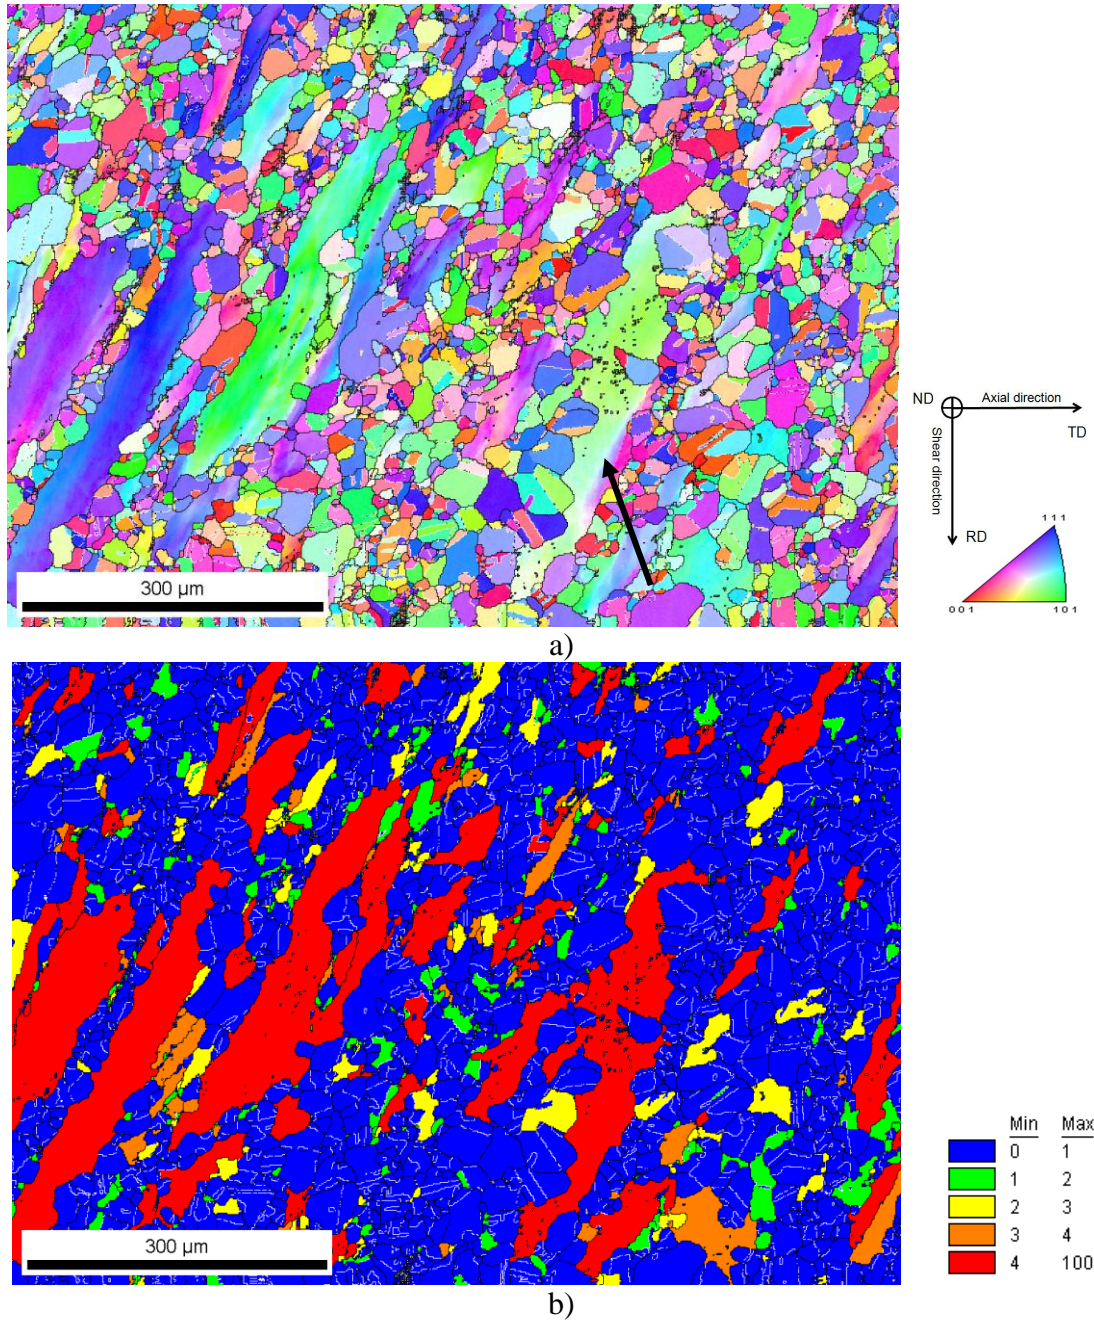 ND
Axial direction
TD
Shear direction
RD
111
001
101
300 µm
a)
Min Max
0 1
1 2
2 3
3 4
4 100
300 µm
b)